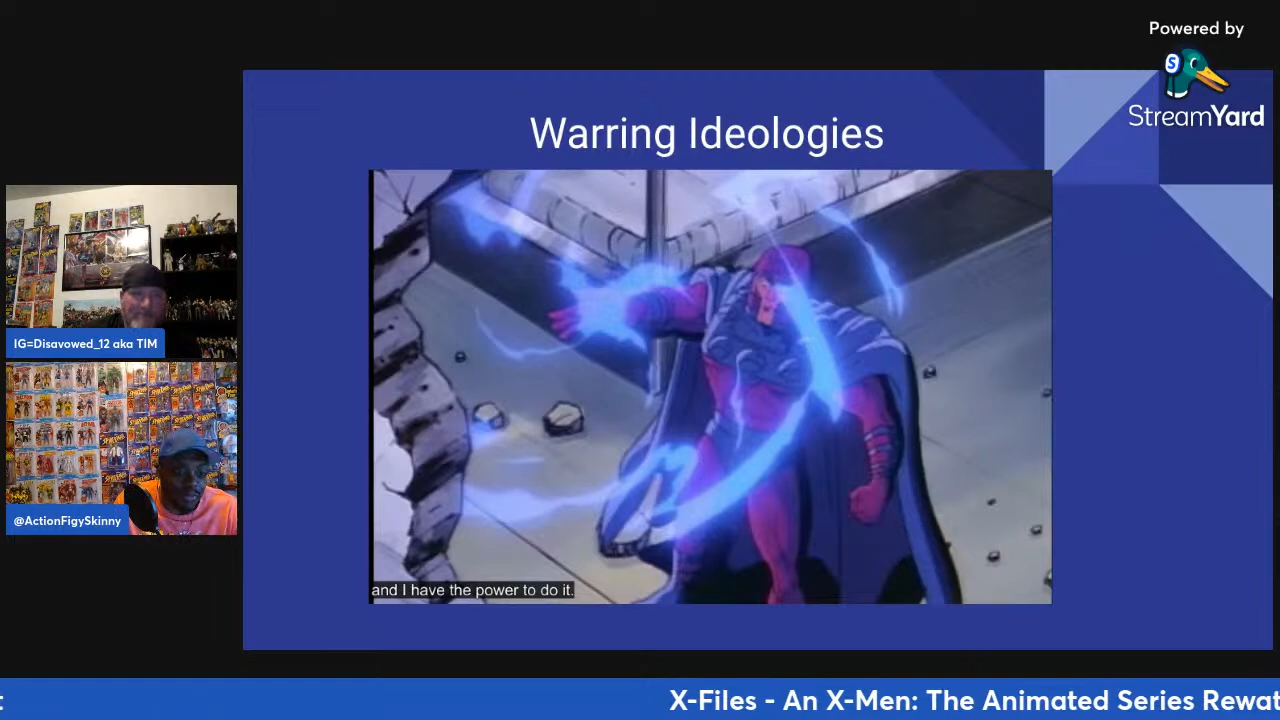 Powered by
StreamYard
Warring Ideologies
IG=Disavowed_12 aka TIM
@ActionFigySkinny
and I have the power to do it.
X-Files - An X-Men: The Animated Series Rewat